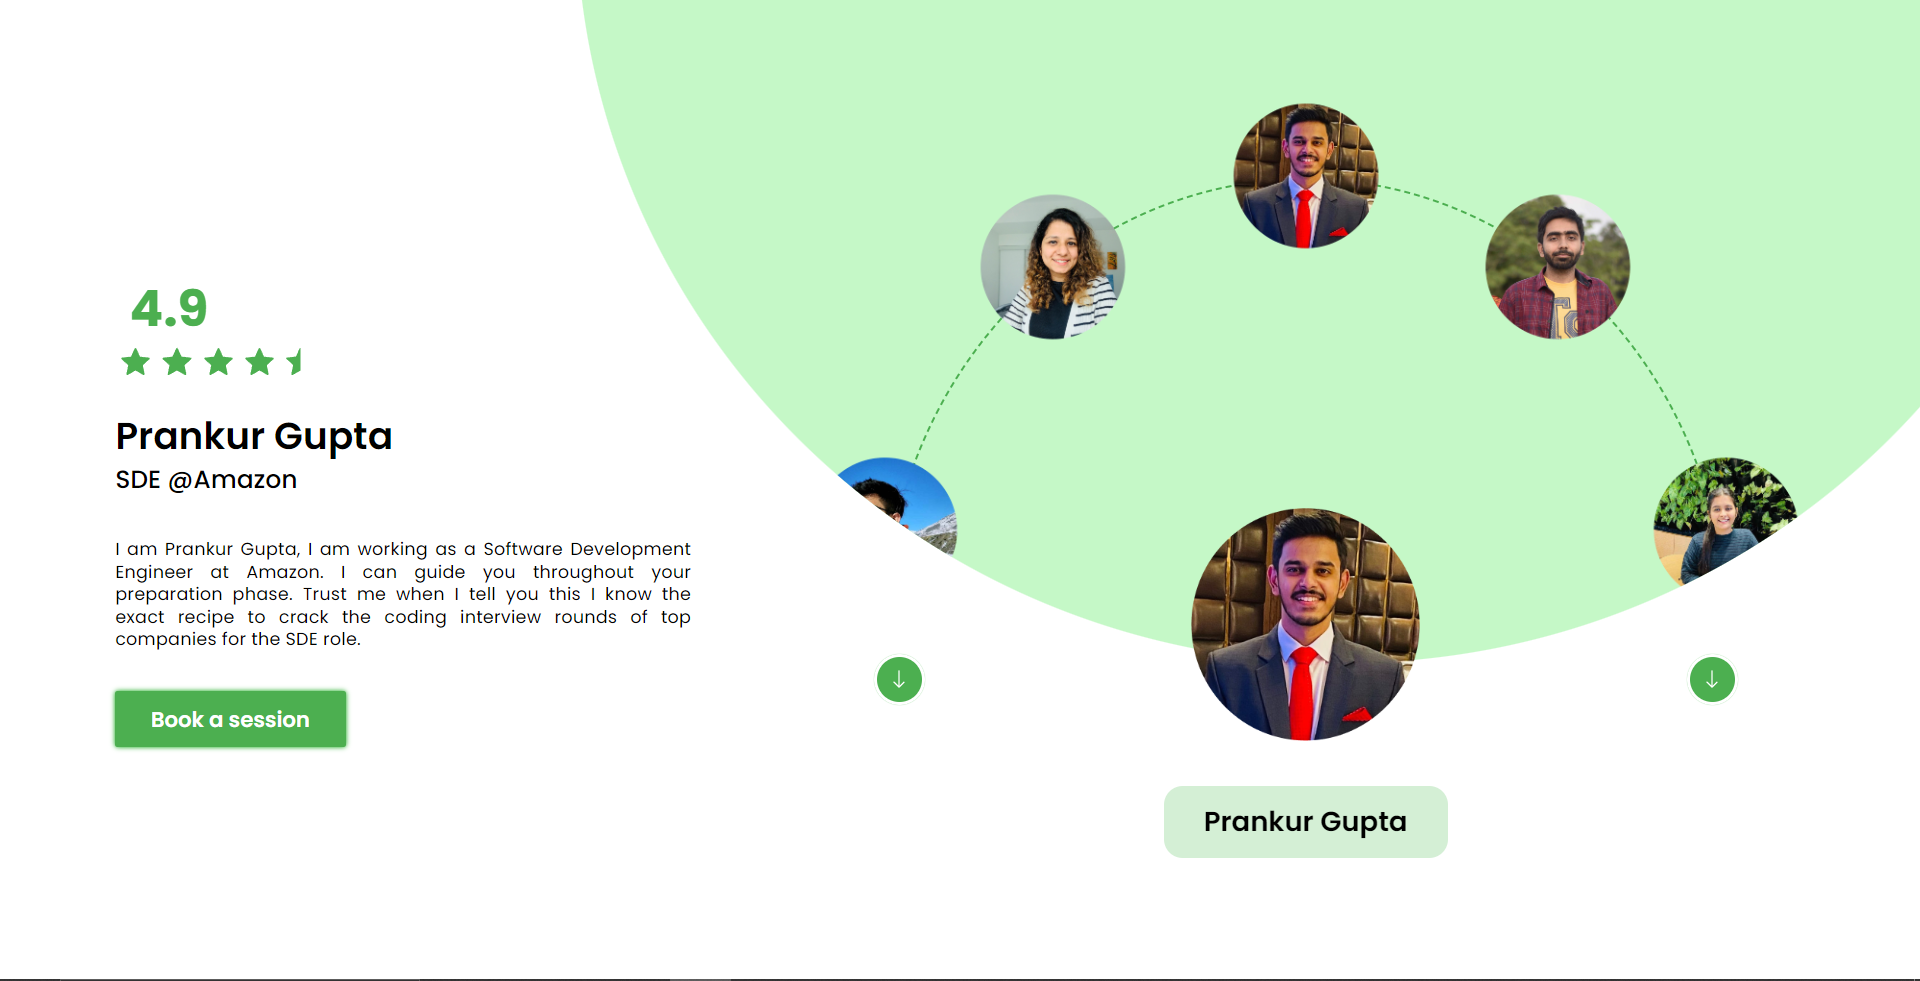 4.9
Prankur Gupta
SDE @Amazon
I am Prankur Gupta, I am working as a Software Development
Engineer at Amazon. I can guide you throughout your
preparation phase. Trust me when I tell you this I know the
exact recipe to crack the coding interview rounds of top
companies for the SDE role.
Book a session
Prankur Gupta